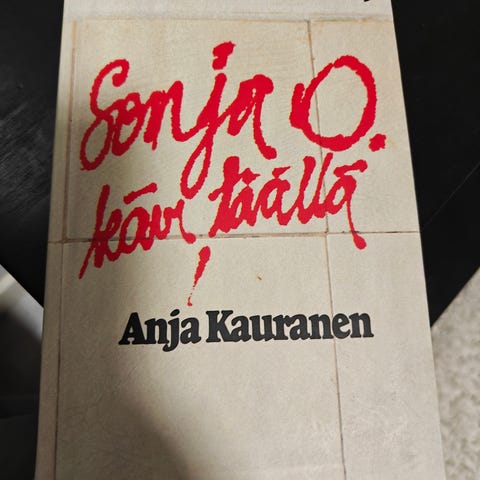 Sonja O.
kävi täällä
Anja Kauranen